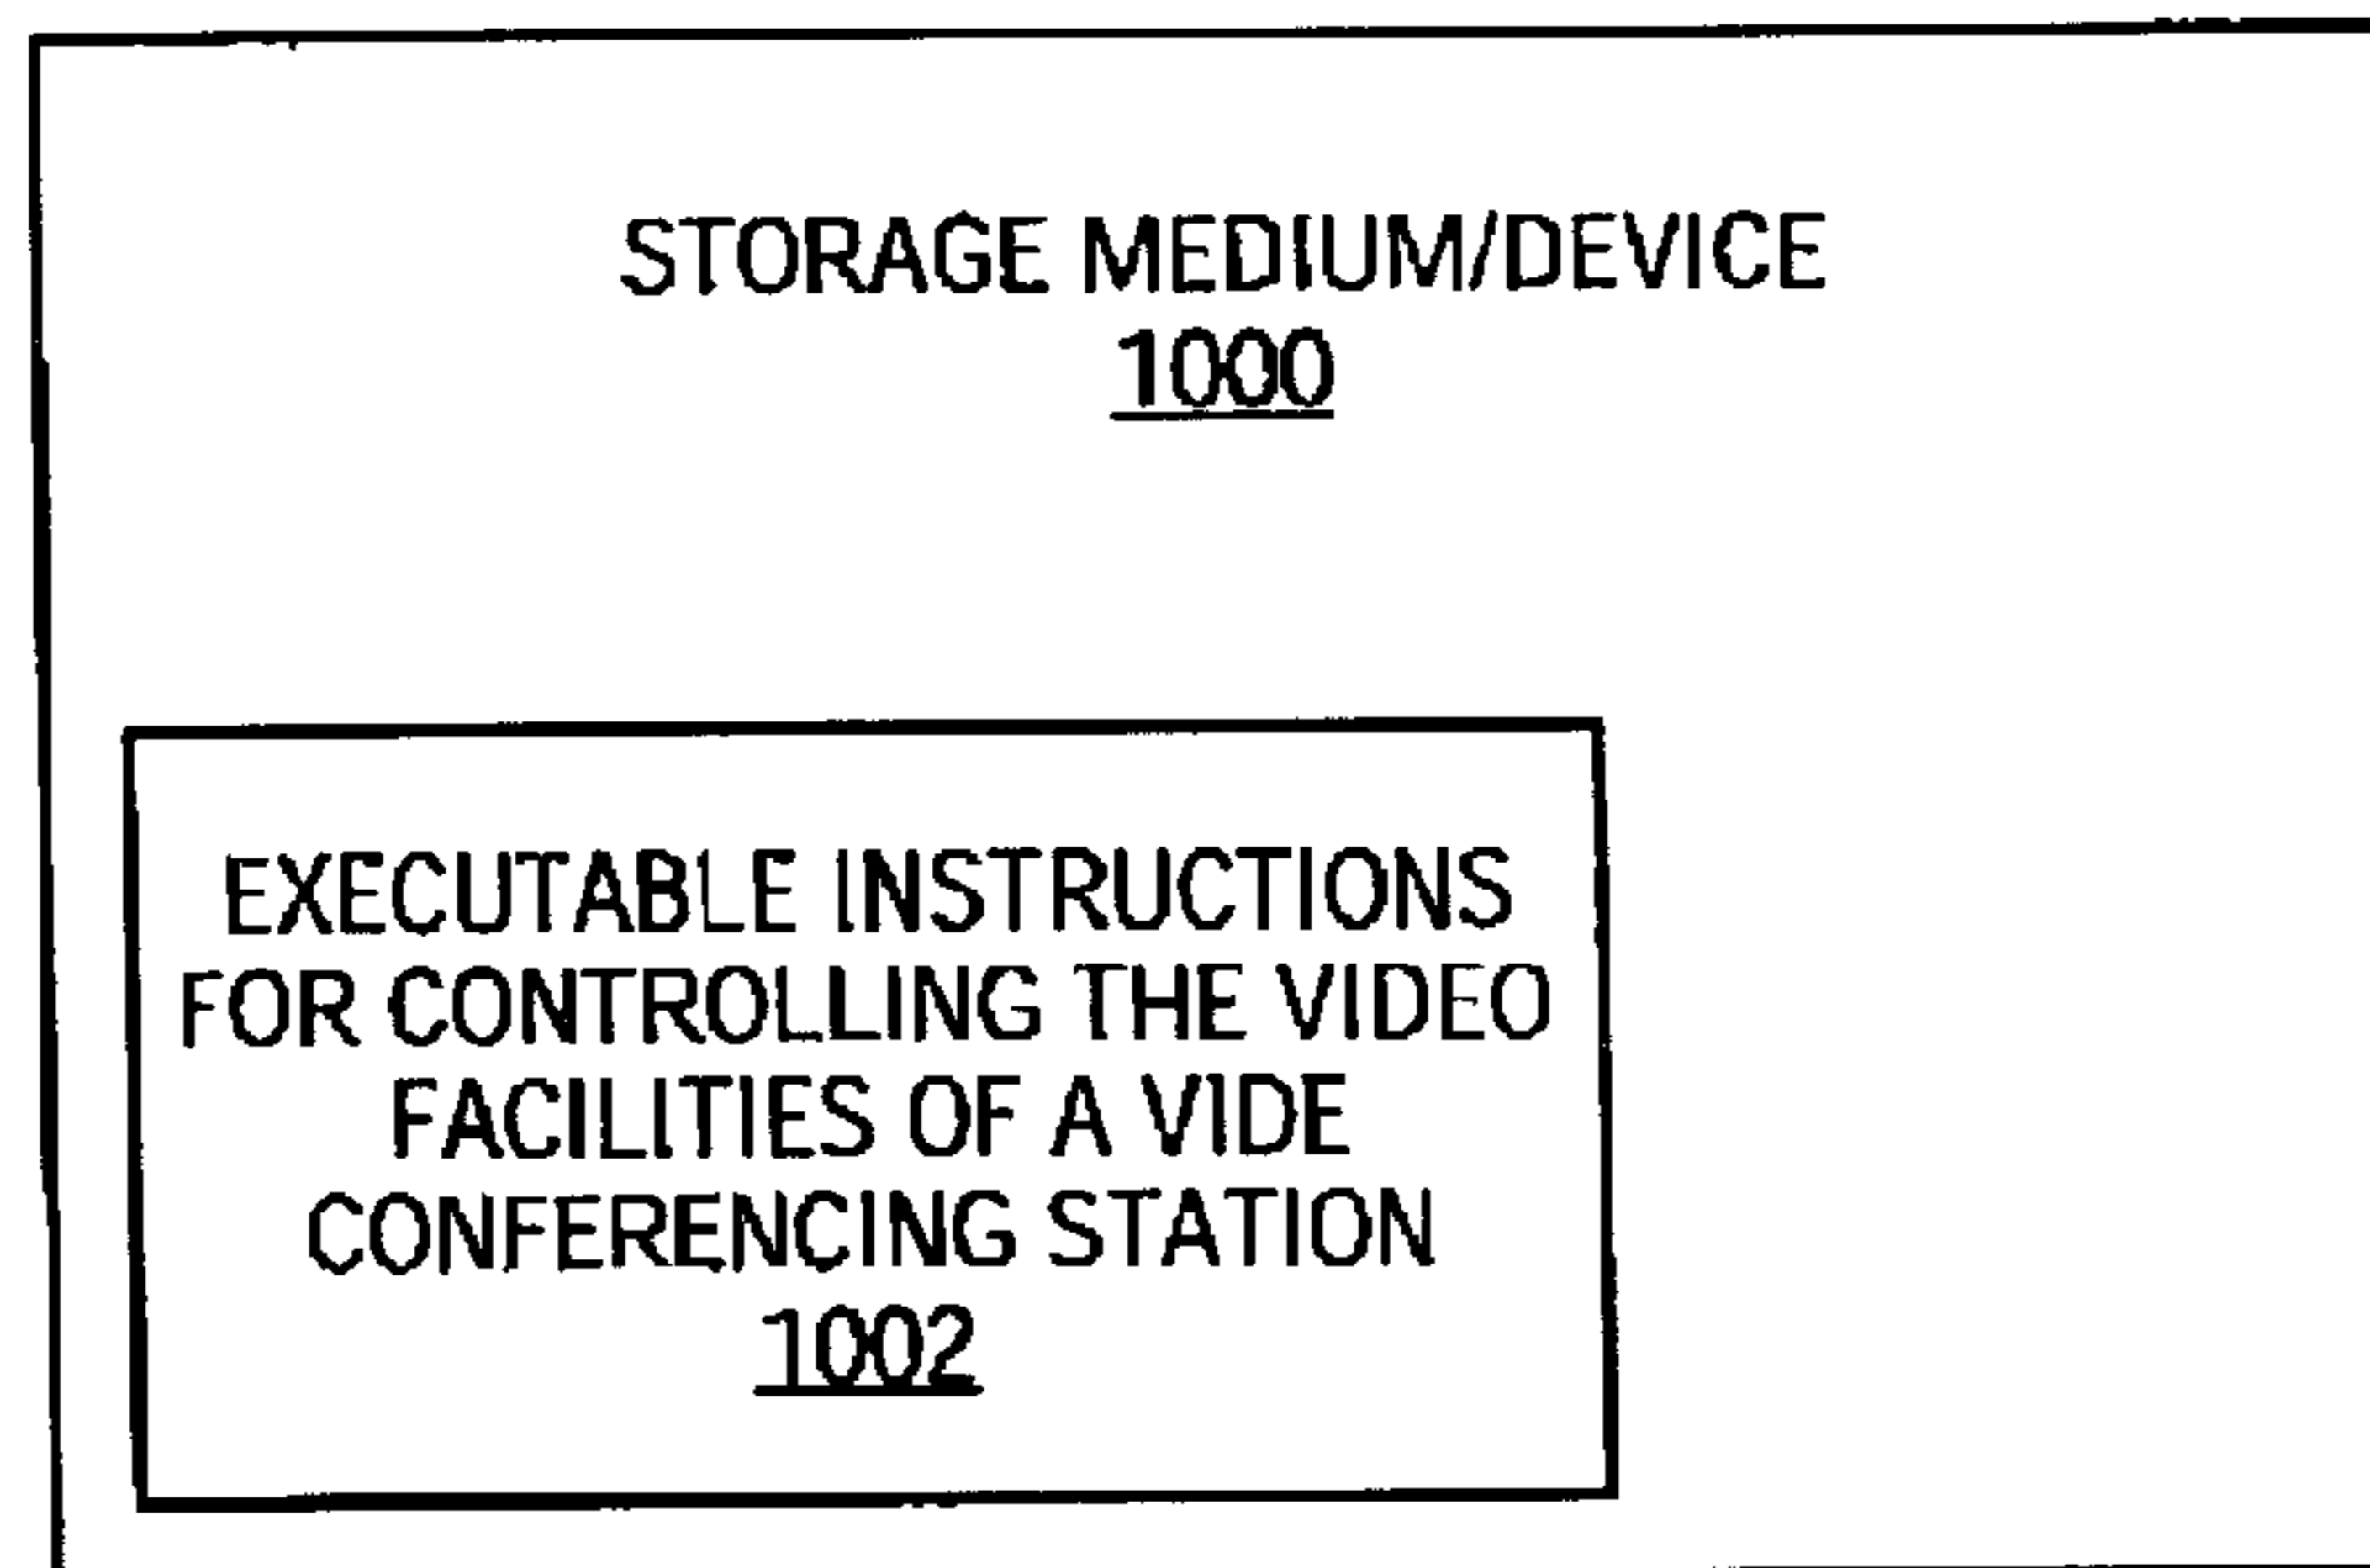 STORAGE MEDIUM/DEVICE
1000
EXECUTABLE INSTRUCTIONS
FOR CONTROLLING THE VIDEO
FACILITIES OF A VIDE
CONFERENCING STATION
1002